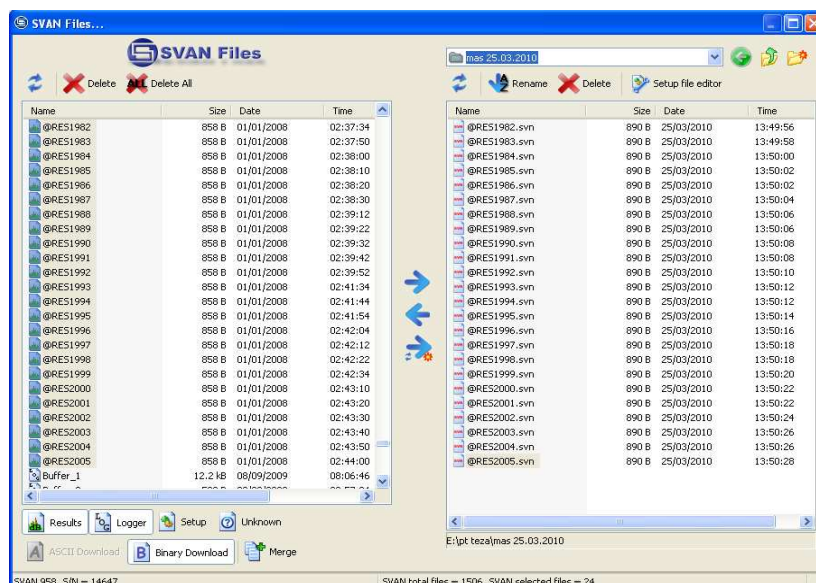 SVAN Files...
SVAN Files
Delete
ALL Delete All
Name Size Date Time
@RES1982 858 B 01/01/2008 02:37:34
@RES1983 858 B 01/01/2008 02:37:50
@RES1984 858 B 01/01/2008 02:38:00
@RES1985 858 B 01/01/2008 02:38:10
@RES1986 858 B 01/01/2008 02:38:20
@RES1987 858 B 01/01/2008 02:38:30
@RES1988 858 B 01/01/2008 02:39:12
@RES1989 858 B 01/01/2008 02:39:22
@RES1990 858 B 01/01/2008 02:39:32
@RES1991 858 B 01/01/2008 02:39:42
@RES1992 858 B 01/01/2008 02:39:52
@RES1993 858 B 01/01/2008 02:41:34
@RES1994 858 B 01/01/2008 02:41:44
@RES1995 858 B 01/01/2008 02:41:54
@RES1996 858 B 01/01/2008 02:42:04
@RES1997 858 B 01/01/2008 02:42:12
@RES1998 858 B 01/01/2008 02:42:22
@RES1999 858 B 01/01/2008 02:42:34
@RES2000 858 B 01/01/2008 02:43:10
@RES2001 858 B 01/01/2008 02:43:20
@RES2002 858 B 01/01/2008 02:43:30
@RES2003 858 B 01/01/2008 02:43:40
@RES2004 858 B 01/01/2008 02:43:50
@RES2005 858 B 01/01/2008 02:44:00
Buffer_1 12.2 kB 08/09/2009 08:06:46
Results Logger Setup Unknown
ASCII Download Binary Download Merge
SVAN 958, S/N = 14647
mas 25.03.2010
Rename Delete Setup file editor
Name Size Date Time
@RES1982.svn 890 B 25/03/2010 13:49:56
@RES1983.svn 890 B 25/03/2010 13:49:58
@RES1984.svn 890 B 25/03/2010 13:50:00
@RES1985.svn 890 B 25/03/2010 13:50:02
@RES1986.svn 890 B 25/03/2010 13:50:02
@RES1987.svn 890 B 25/03/2010 13:50:04
@RES1988.svn 890 B 25/03/2010 13:50:06
@RES1989.svn 890 B 25/03/2010 13:50:06
@RES1990.svn 890 B 25/03/2010 13:50:08
@RES1991.svn 890 B 25/03/2010 13:50:08
@RES1992.svn 890 B 25/03/2010 13:50:10
@RES1993.svn 890 B 25/03/2010 13:50:12
@RES1994.svn 890 B 25/03/2010 13:50:12
@RES1995.svn 890 B 25/03/2010 13:50:14
@RES1996.svn 890 B 25/03/2010 13:50:16
@RES1997.svn 890 B 25/03/2010 13:50:18
@RES1998.svn 890 B 25/03/2010 13:50:18
@RES1999.svn 890 B 25/03/2010 13:50:20
@RES2000.svn 890 B 25/03/2010 13:50:22
@RES2001.svn 890 B 25/03/2010 13:50:22
@RES2002.svn 890 B 25/03/2010 13:50:24
@RES2003.svn 890 B 25/03/2010 13:50:26
@RES2004.svn 890 B 25/03/2010 13:50:26
@RES2005.svn 890 B 25/03/2010 13:50:28
E:\pt teza\mas 25.03.2010
SVAN total files = 1506, SVAN selected files = 24